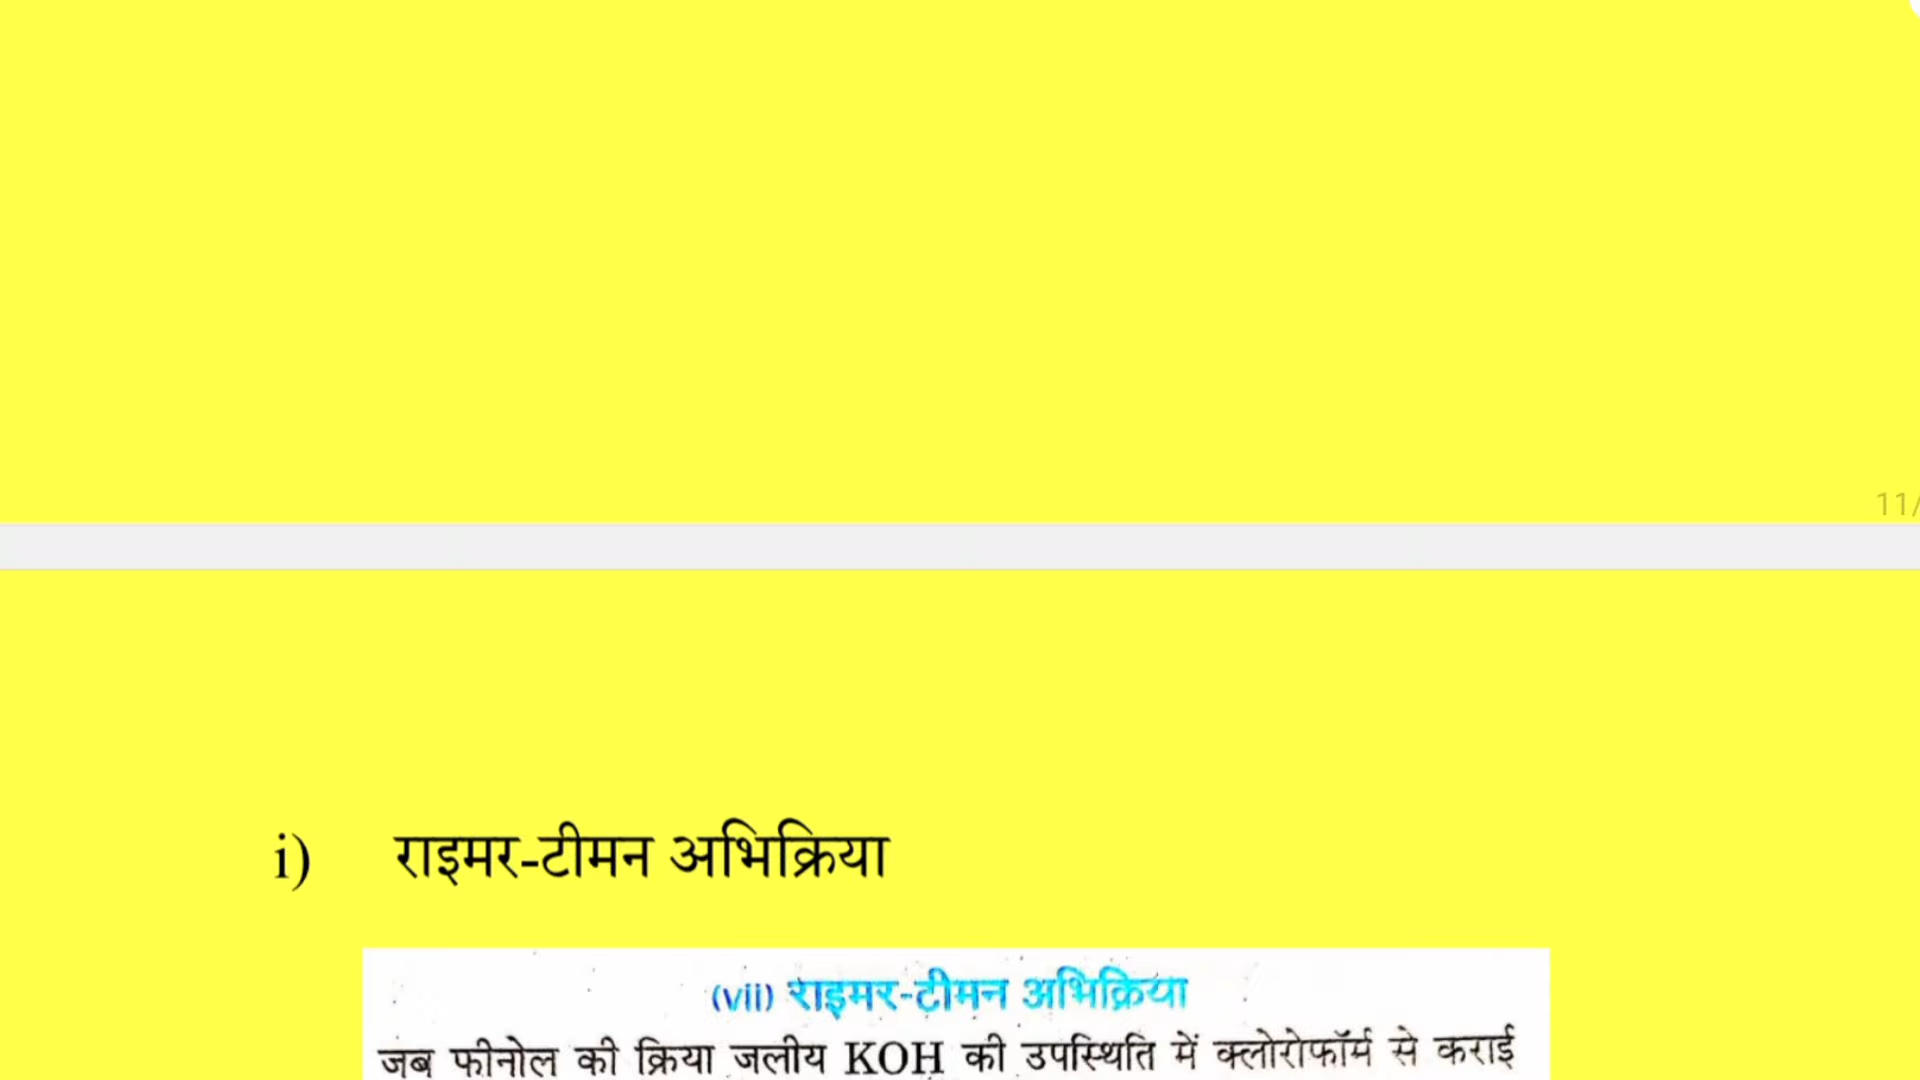 11/
i) राइमर-टीमन अभिक्रिया
(vii) राइमर-टीमन अभिक्रिया
जब फीनोल की क्रिया जलीय KOH की उपस्थिति में क्लोरोफॉर्म से कराई